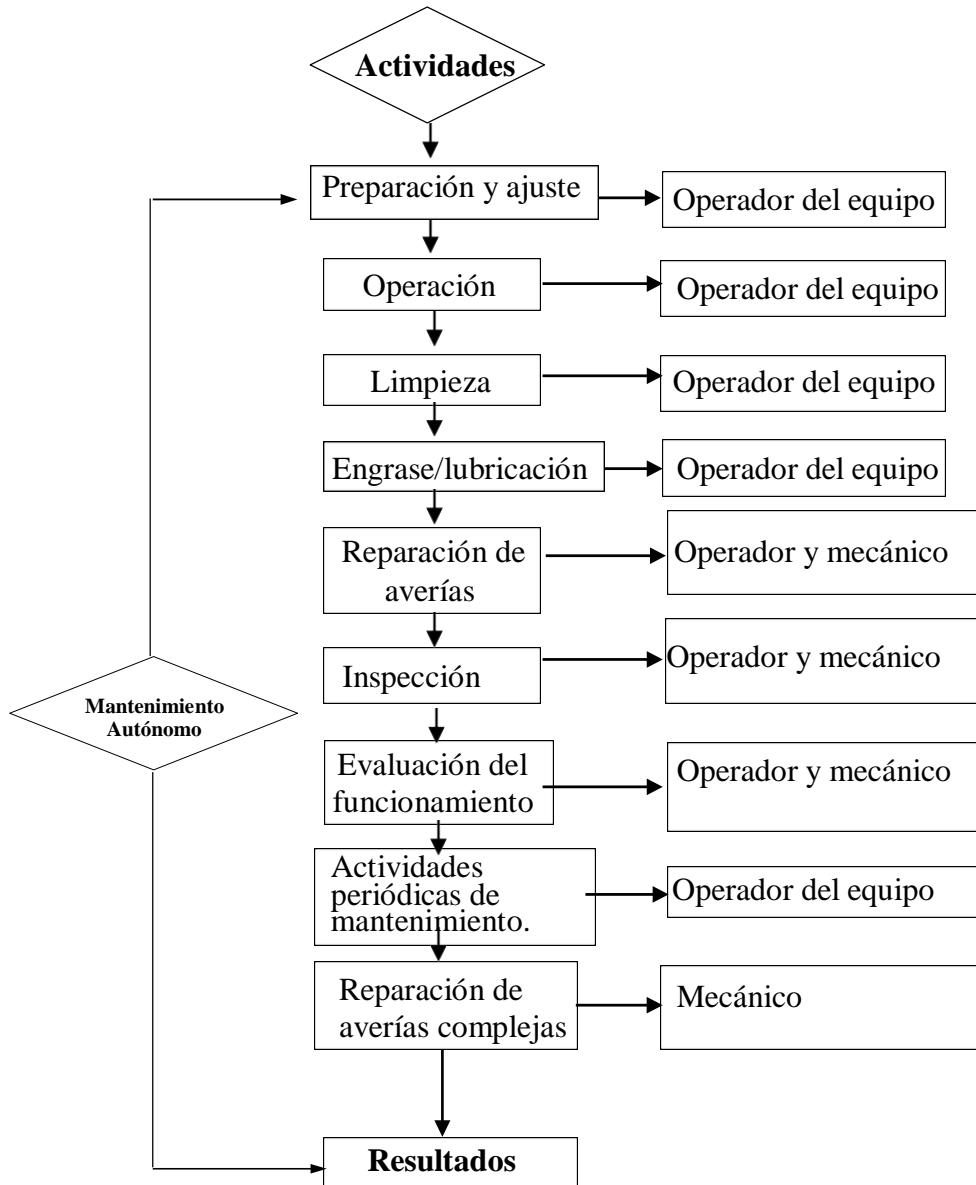 Actividades
Preparación y ajuste
Operador del equipo
Operación
Operador del equipo
Limpieza
Operador del equipo
Engrase/lubricación
Operador del equipo
Reparación de
averías
Operador y mecánico
Inspección
Operador y mecánico
Mantenimiento
Autónomo
Evaluación del
funcionamiento
Operador y mecánico
Actividades
periódicas de
mantenimiento.
Operador del equipo
Reparación de
averías complejas
Mecánico
Resultados